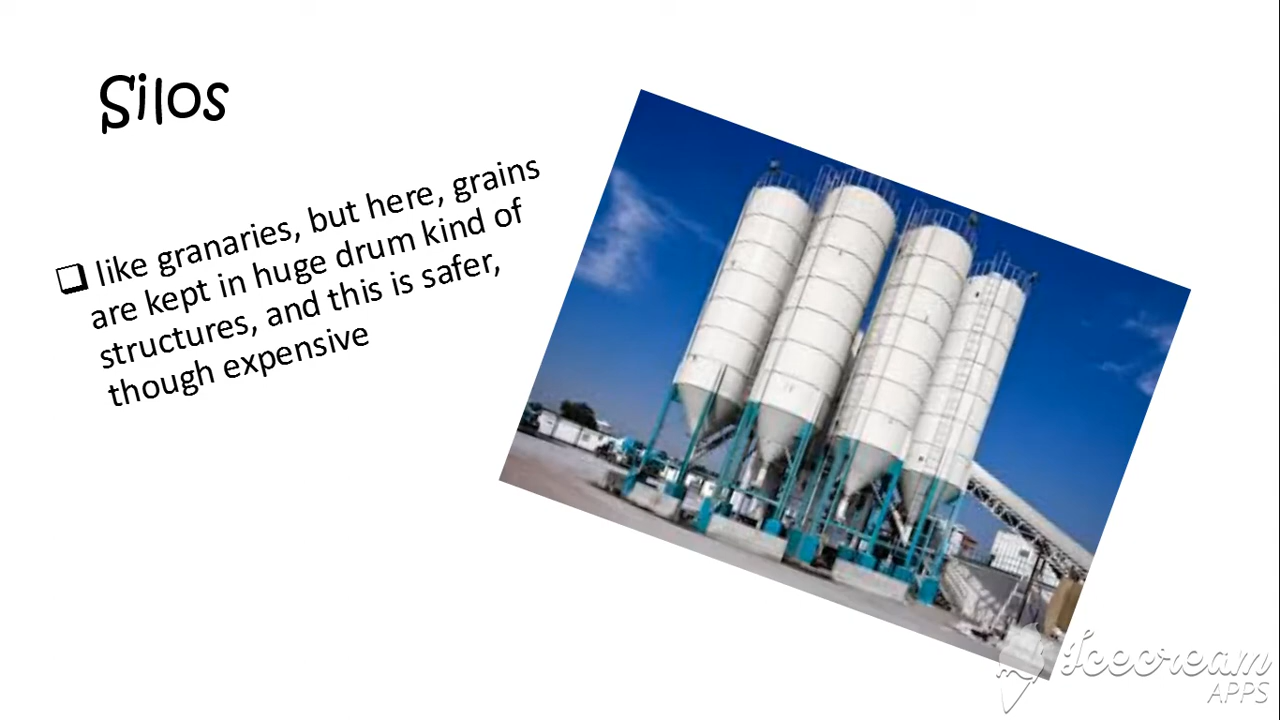 Silos
❑ like granaries, but here, grains
are kept in huge drum kind of
structures, and this is safer,
though expensive
Icecream
APPS